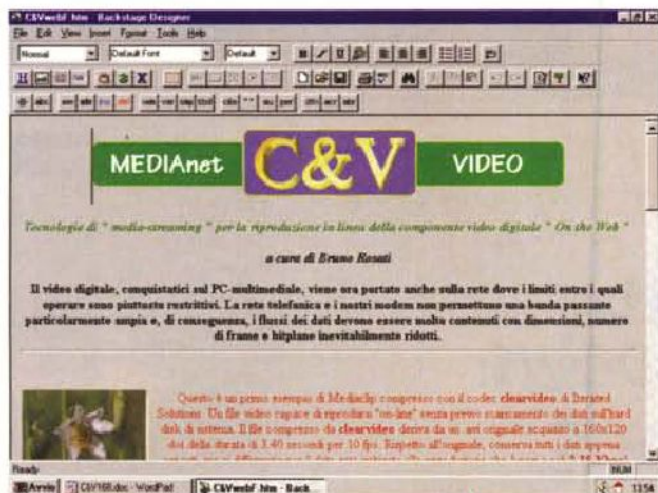 C&VwebF.htm - Backstage Designer
File Edit View Insert Format Tools Help
Normal Default Font Default
MEDIAnet C&V VIDEO
Tecnologie di " media-streaming " per la riproduzione in linea della componente video digitale " On the Web "
a cura di Bruno Rosati
Il video digitale, conquistatici sul PC-multimediale, viene ora portato anche sulla rete dove i limiti entro i quali
operare sono piuttosto restrittivi. La rete telefonica e i nostri modem non permettono una banda passante
particolarmente ampia e, di conseguenza, i flussi dei dati devono essere molto contenuti con dimensioni, numero
di frame e bitplane inevitabilmente ridotti.
Questo è un primo esempio di Mediaclip compresso con il codec clearvideo di Iterated
Solutions. Un file video capace di riprodursi "on-line" senza previo scaricamento dei dati sull'hard
disk di utenza. Il file compresso da clearvideo deriva da un .avi originale acquisito a 160x120
dot della durata di 3.40 secondi per 10 fps. Rispetto all'originale, conserva tutti i dati appena
Ready NUM
Avvio C&V168.doc - WordPad C&VwebF.htm - Back... 13.54